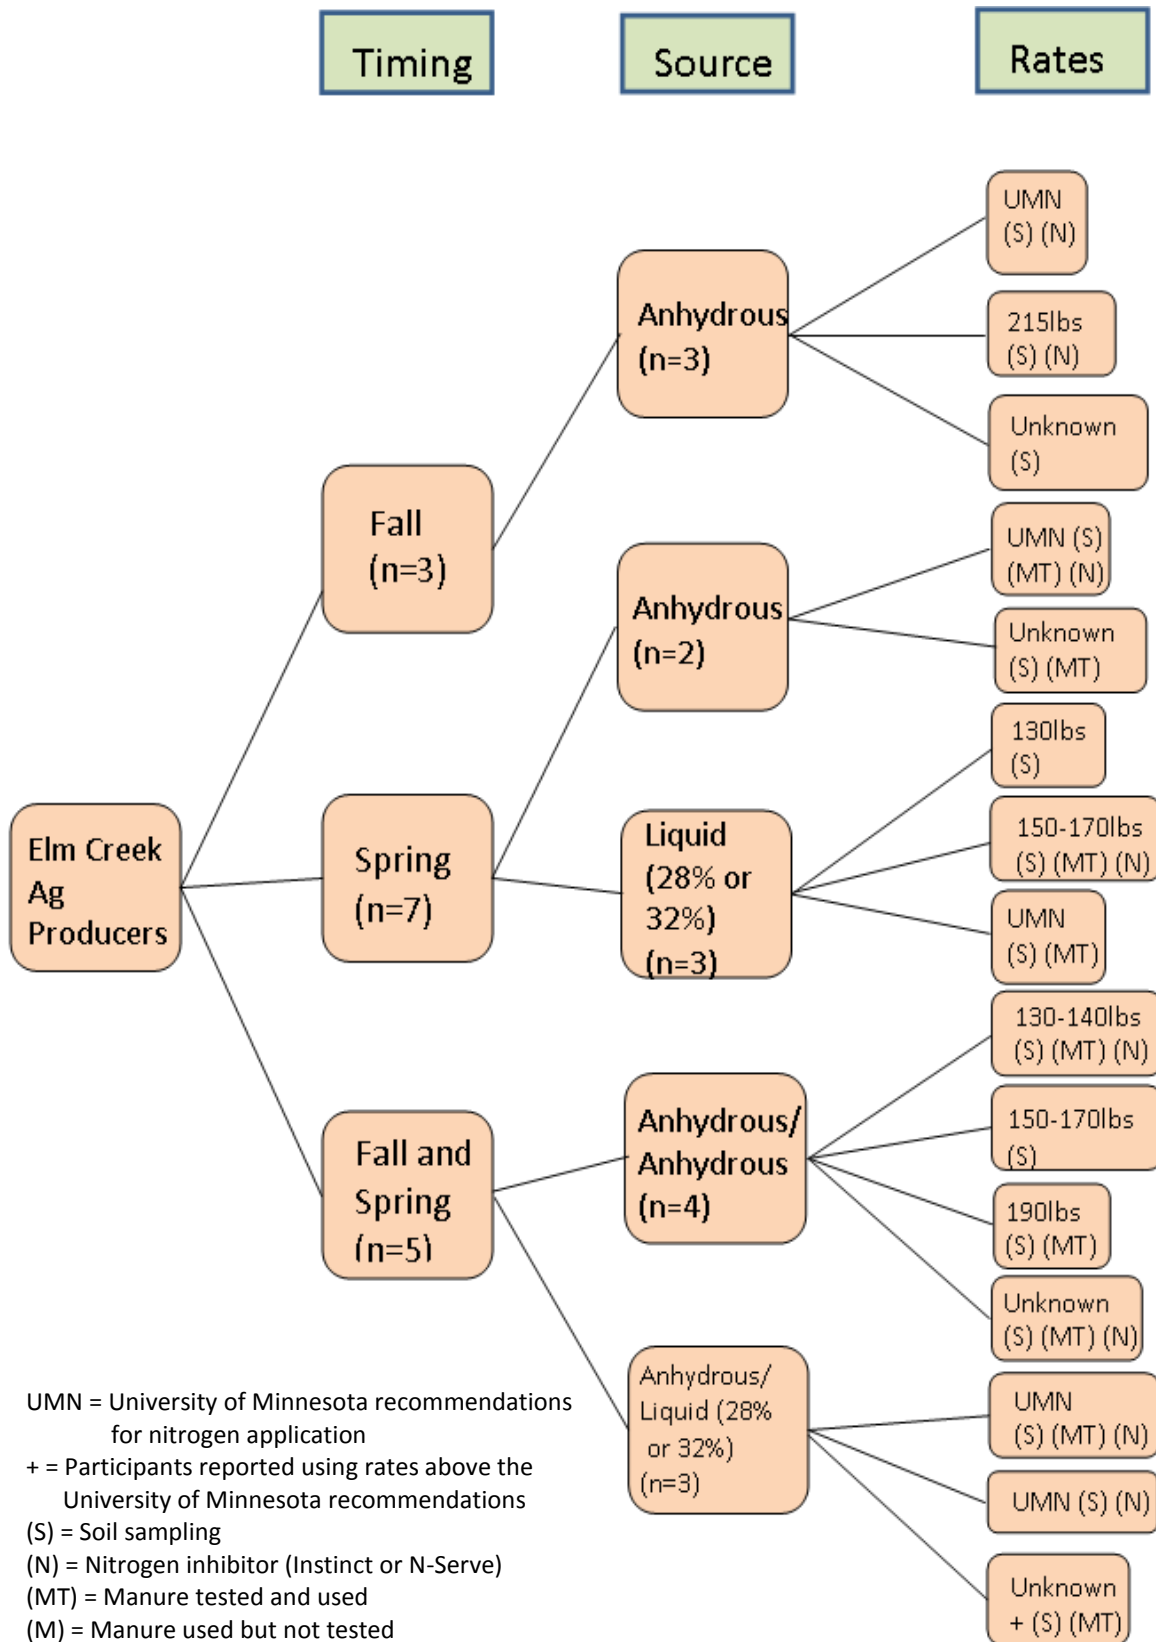 Timing
Source
Rates
Elm Creek
Ag
Producers
Fall
(n=3)
Spring
(n=7)
Fall and
Spring
(n=5)
Anhydrous
(n=3)
Anhydrous
(n=2)
Liquid
(28% or
32%)
(n=3)
Anhydrous/
Anhydrous
(n=4)
Anhydrous/
Liquid (28%
or 32%)
(n=3)
UMN
(S) (N)
215lbs
(S) (N)
Unknown
(S)
UMN (S)
(MT) (N)
Unknown
(S) (MT)
130lbs
(S)
150-170lbs
(S) (MT) (N)
UMN
(S) (MT)
130-140lbs
(S) (MT) (N)
150-170lbs
(S)
190lbs
(S) (MT)
Unknown
(S) (MT) (N)
UMN
(S) (MT) (N)
UMN (S) (N)
Unknown
+ (S) (MT)
UMN = University of Minnesota recommendations
for nitrogen application
+ = Participants reported using rates above the
University of Minnesota recommendations
(S) = Soil sampling
(N) = Nitrogen inhibitor (Instinct or N-Serve)
(MT) = Manure tested and used
(M) = Manure used but not tested